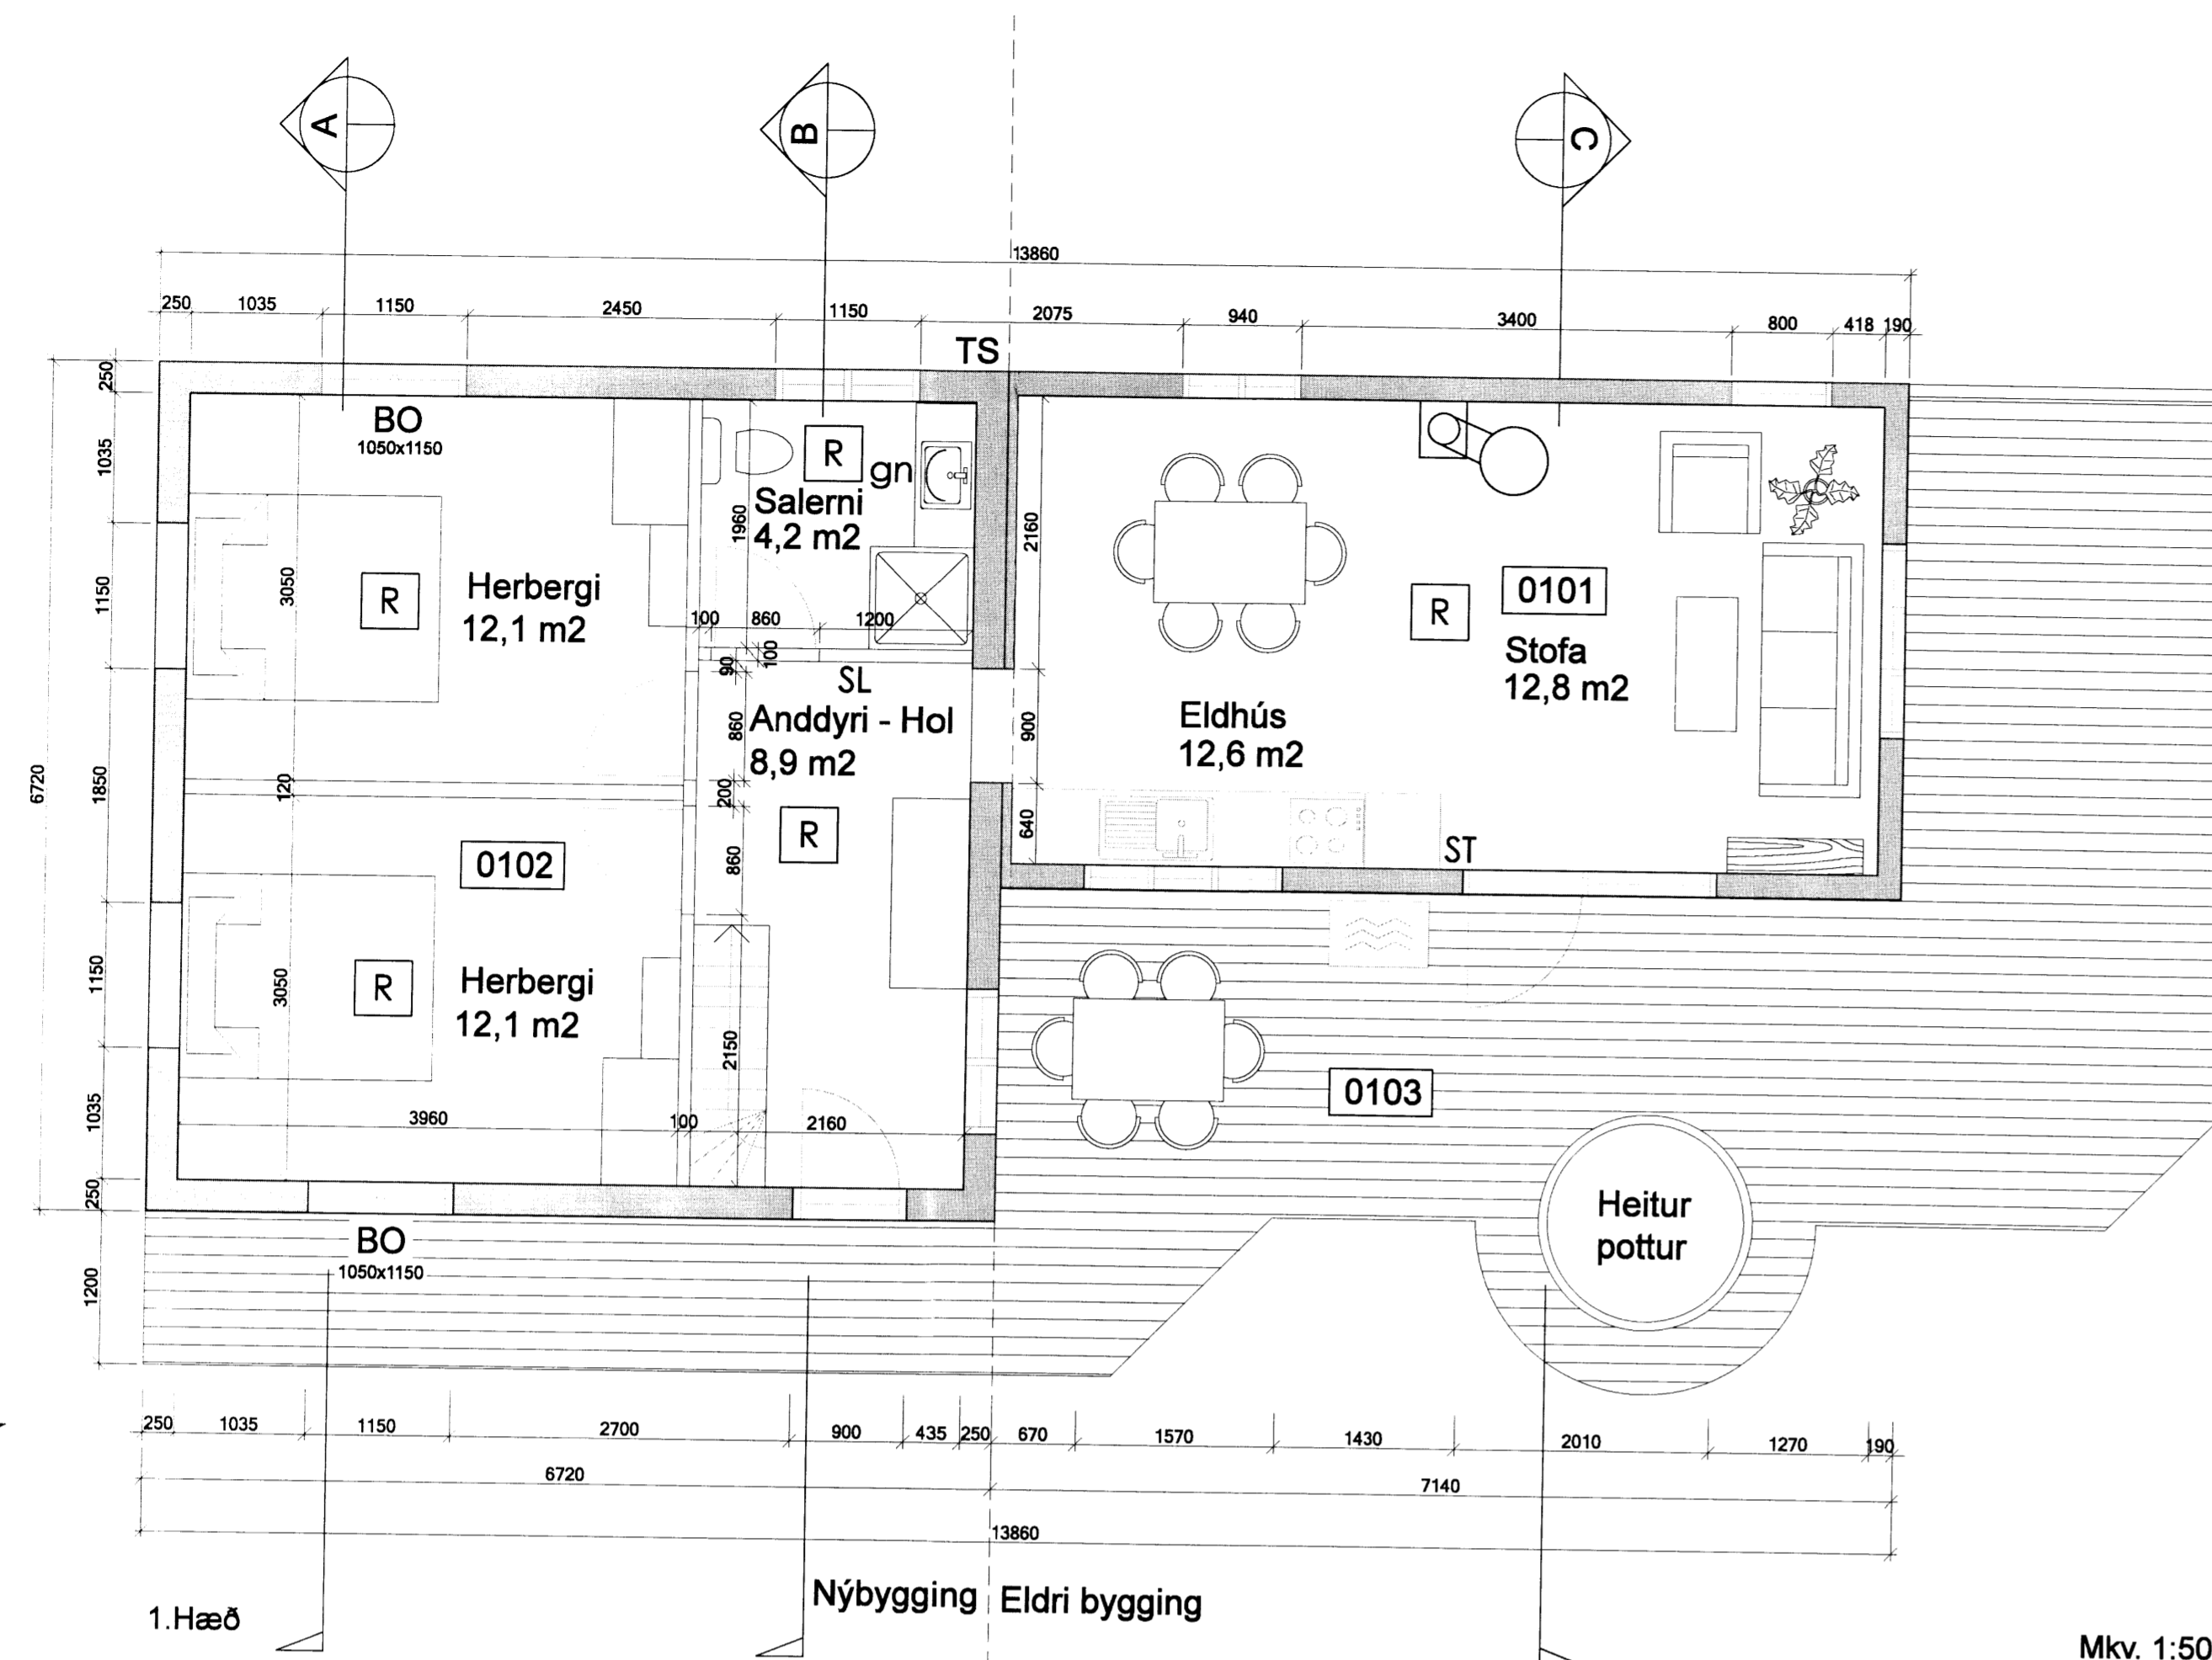 A
B
C
13860
250
1035
1150
2450
1150
2075
940
3400
800
418
190
TS
250
1035
1150
1850
1150
1035
250
1200
6720
BO
1050x1150
R
gn
Salerni
4,2 m2
1960
3050
R
Herbergi
12,1 m2
100
860
1200
90
100
SL
Anddyri - Hol
8,9 m2
860
200
860
R
120
0102
R
3050
Herbergi
12,1 m2
2150
3960
100
2160
2160
900
640
R
0101
Stofa
12,8 m2
Eldhús
12,6 m2
ST
0103
Heitur
pottur
BO
1050x1150
250
1035
1150
2700
900
435
250
670
1570
1430
2010
1270
190
6720
7140
13860
Nýbygging
Eldri bygging
1.Hæð
Mkv. 1:50